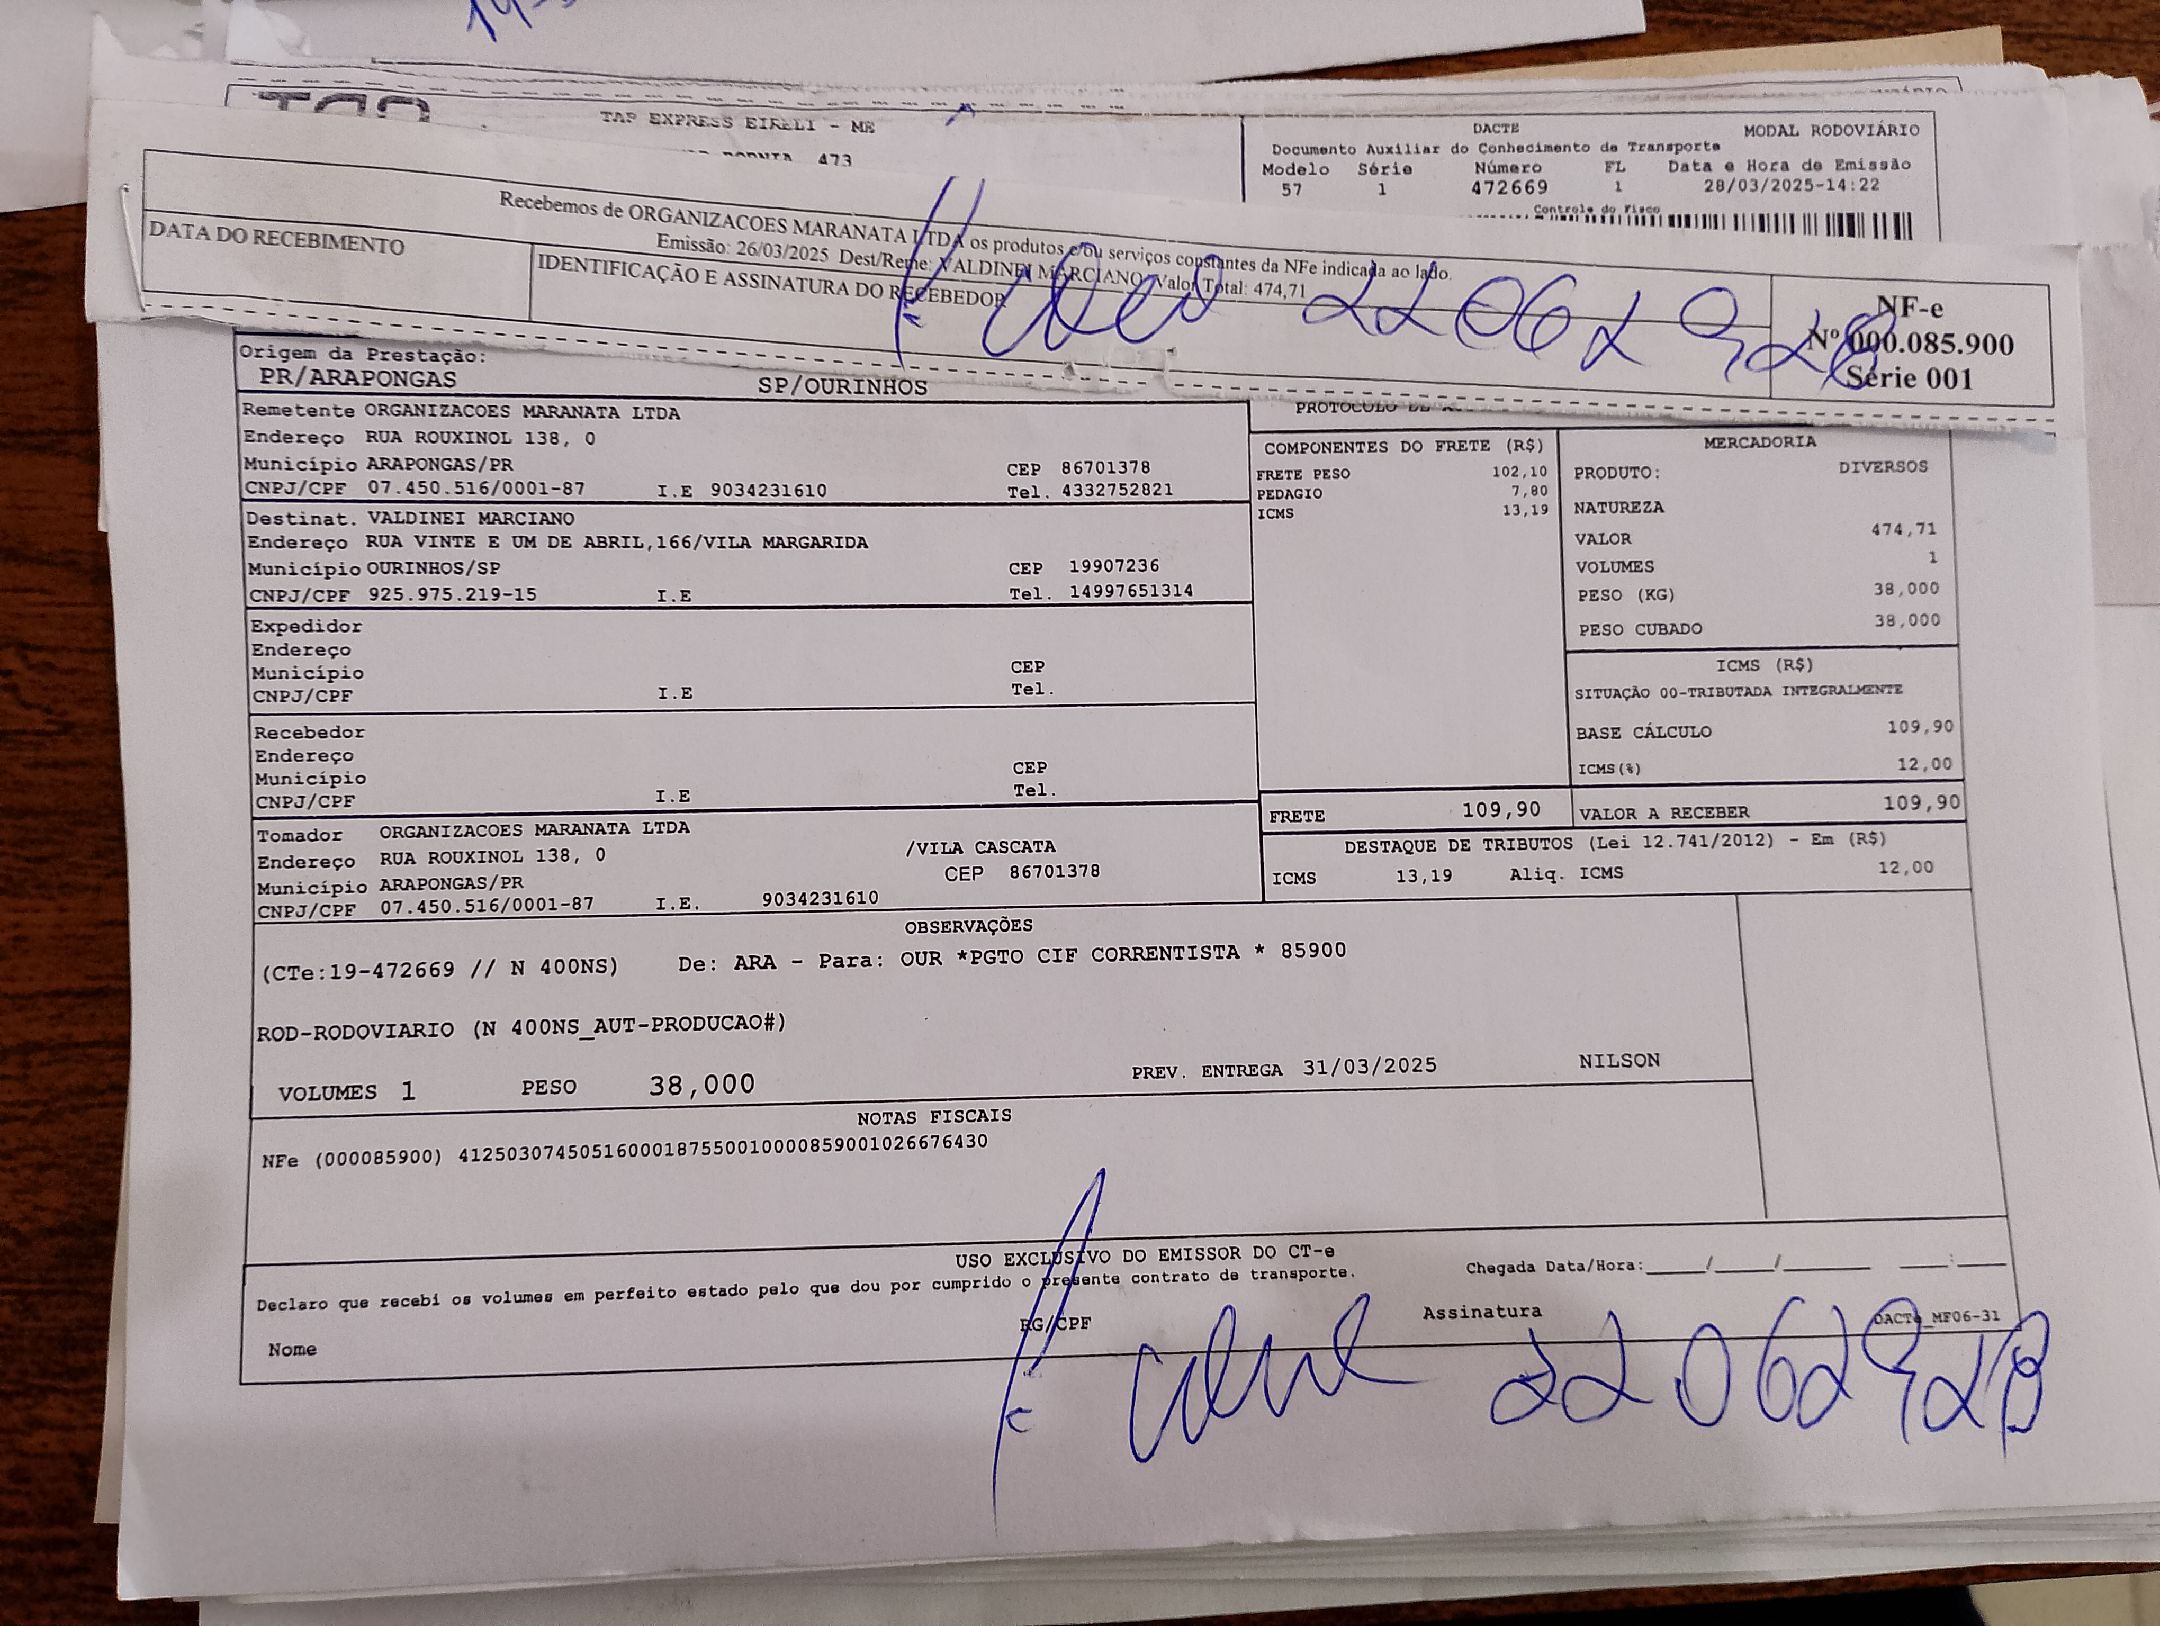 TAP EXPRESS EIRELI - ME
473
DACTE
MODAL RODOVIÁRIO
Documento Auxiliar do Conhecimento de Transporte
Modelo Série Número FL Data e Hora de Emissão
57 1 472669 1 28/03/2025-14:22
Controle do Fisco
Recebemos de ORGANIZACOES MARANATA LTDA os produtos e/ou serviços constantes da NFe indicada ao lado.
Emissão: 26/03/2025 Dest/Reme: VALDINEI MARCIANO Valor Total: 474,71
DATA DO RECEBIMENTO
IDENTIFICAÇÃO E ASSINATURA DO RECEBEDOR
NF-e
Nº 000.085.900
Série 001
Origem da Prestação:
PR/ARAPONGAS
SP/OURINHOS
Remetente ORGANIZACOES MARANATA LTDA
Endereço RUA ROUXINOL 138, 0
Município ARAPONGAS/PR CEP 86701378
CNPJ/CPF 07.450.516/0001-87 I.E 9034231610 Tel. 4332752821
Destinat. VALDINEI MARCIANO
Endereço RUA VINTE E UM DE ABRIL,166/VILA MARGARIDA
Município OURINHOS/SP CEP 19907236
CNPJ/CPF 925.975.219-15 I.E Tel. 14997651314
Expedidor
Endereço
Município CEP
CNPJ/CPF I.E Tel.
Recebedor
Endereço
Município CEP
CNPJ/CPF I.E Tel.
Tomador ORGANIZACOES MARANATA LTDA
Endereço RUA ROUXINOL 138, 0 /VILA CASCATA
Município ARAPONGAS/PR CEP 86701378
CNPJ/CPF 07.450.516/0001-87 I.E. 9034231610
PROTOCOLO DE
COMPONENTES DO FRETE (R$)
FRETE PESO 102,10
PEDAGIO 7,80
ICMS 13,19
MERCADORIA
PRODUTO: DIVERSOS
NATUREZA
VALOR 474,71
VOLUMES 1
PESO (KG) 38,000
PESO CUBADO 38,000
ICMS (R$)
SITUAÇÃO 00-TRIBUTADA INTEGRALMENTE
BASE CÁLCULO 109,90
ICMS(%) 12,00
FRETE 109,90 VALOR A RECEBER 109,90
DESTAQUE DE TRIBUTOS (Lei 12.741/2012) - Em (R$)
ICMS 13,19 Aliq. ICMS 12,00
OBSERVAÇÕES
(CTe:19-472669 // N 400NS) De: ARA - Para: OUR *PGTO CIF CORRENTISTA * 85900
ROD-RODOVIARIO (N 400NS_AUT-PRODUCAO#)
VOLUMES 1 PESO 38,000 PREV. ENTREGA 31/03/2025 NILSON
NOTAS FISCAIS
NFe (000085900) 41250307450516000187550010000859001026676430
USO EXCLUSIVO DO EMISSOR DO CT-e
Declaro que recebi os volumes em perfeito estado pelo que dou por cumprido o presente contrato de transporte.
Chegada Data/Hora:_____/_____/_______ ____:____
Nome RG/CPF Assinatura DACTe_MF06-31